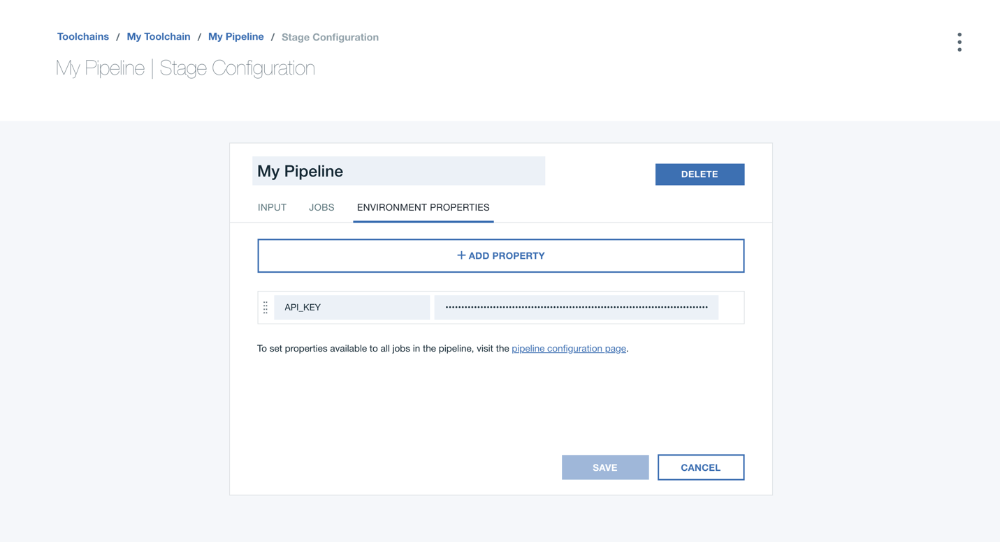 Toolchains / My Toolchain / My Pipeline / Stage Configuration
My Pipeline | Stage Configuration
My Pipeline
DELETE
INPUT JOBS ENVIRONMENT PROPERTIES
+ ADD PROPERTY
API_KEY
To set properties available to all jobs in the pipeline, visit the pipeline configuration page.
SAVE CANCEL